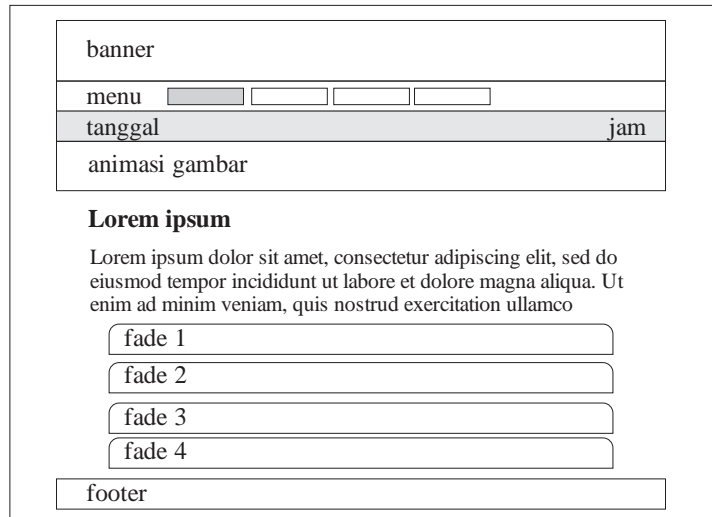 banner
menu
tanggal jam
animasi gambar
Lorem ipsum
Lorem ipsum dolor sit amet, consectetur adipiscing elit, sed do
eiusmod tempor incididunt ut labore et dolore magna aliqua. Ut
enim ad minim veniam, quis nostrud exercitation ullamco
fade 1
fade 2
fade 3
fade 4
footer